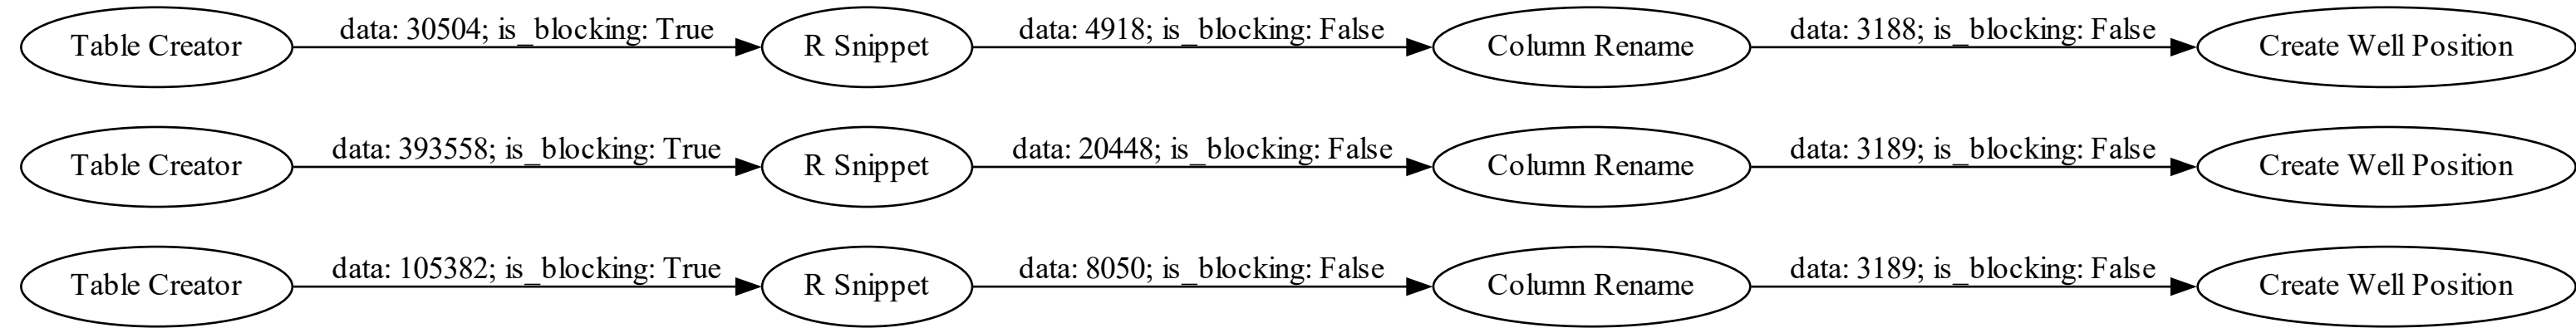 Table Creator data: 30504; is_blocking: True R Snippet data: 4918; is_blocking: False Column Rename data: 3188; is_blocking: False Create Well Position
Table Creator data: 393558; is_blocking: True R Snippet data: 20448; is_blocking: False Column Rename data: 3189; is_blocking: False Create Well Position
Table Creator data: 105382; is_blocking: True R Snippet data: 8050; is_blocking: False Column Rename data: 3189; is_blocking: False Create Well Position